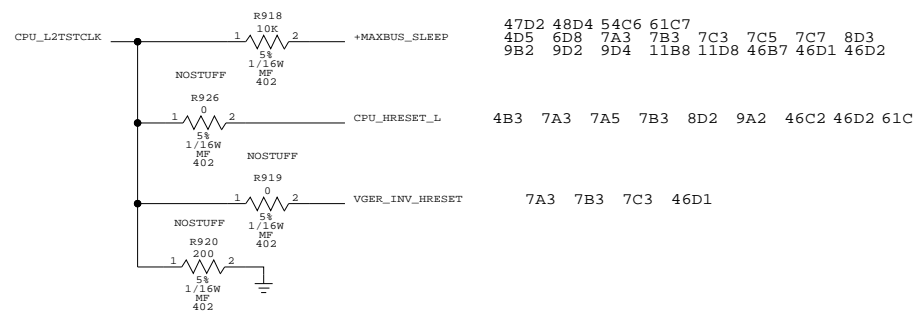 R918
10K
CPU_L2TSTCLK
1 2
+MAXBUS_SLEEP
5%
1/16W
MF
402
47D2 48D4 54C6 61C7
4D5 6D8 7A3 7B3 7C3 7C5 7C7 8D3
9B2 9D2 9D4 11B8 11D8 46B7 46D1 46D2
NOSTUFF
R926
0
1 2
CPU_HRESET_L
5%
1/16W
MF
402
4B3 7A3 7A5 7B3 8D2 9A2 46C2 46D2 61C
NOSTUFF
R919
0
1 2
VGER_INV_HRESET
5%
1/16W
MF
402
7A3 7B3 7C3 46D1
NOSTUFF
R920
200
1 2
5%
1/16W
MF
402